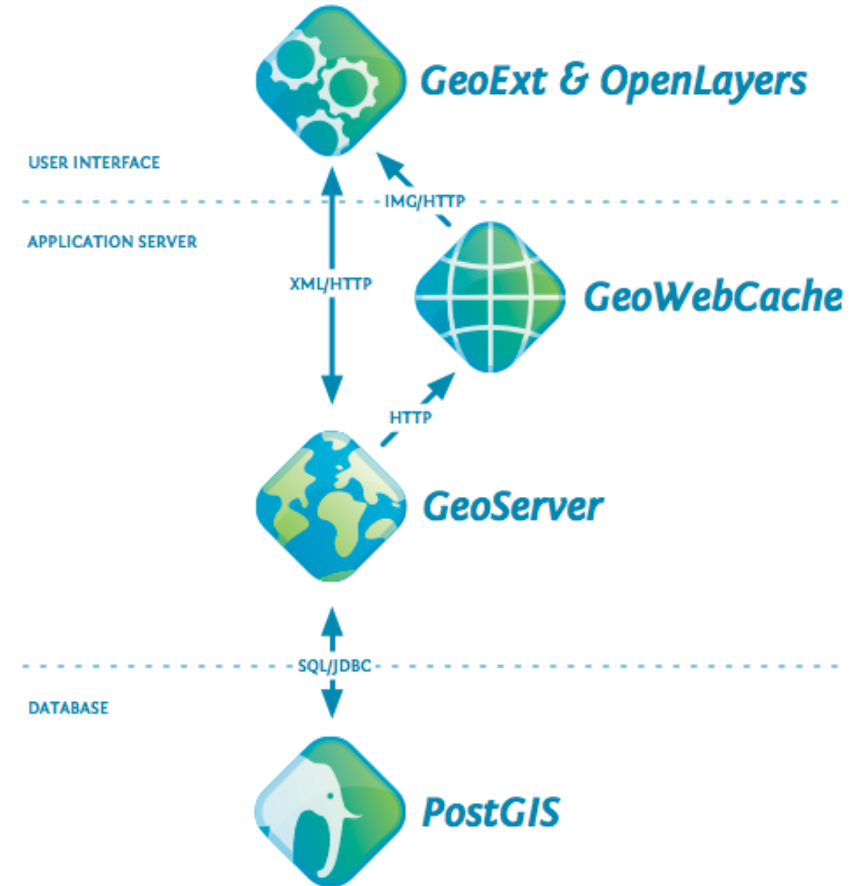 GeoExt & OpenLayers
USER INTERFACE
IMG/HTTP
APPLICATION SERVER
XML/HTTP
GeoWebCache
HTTP
GeoServer
SQL/JDBC
DATABASE
PostGIS